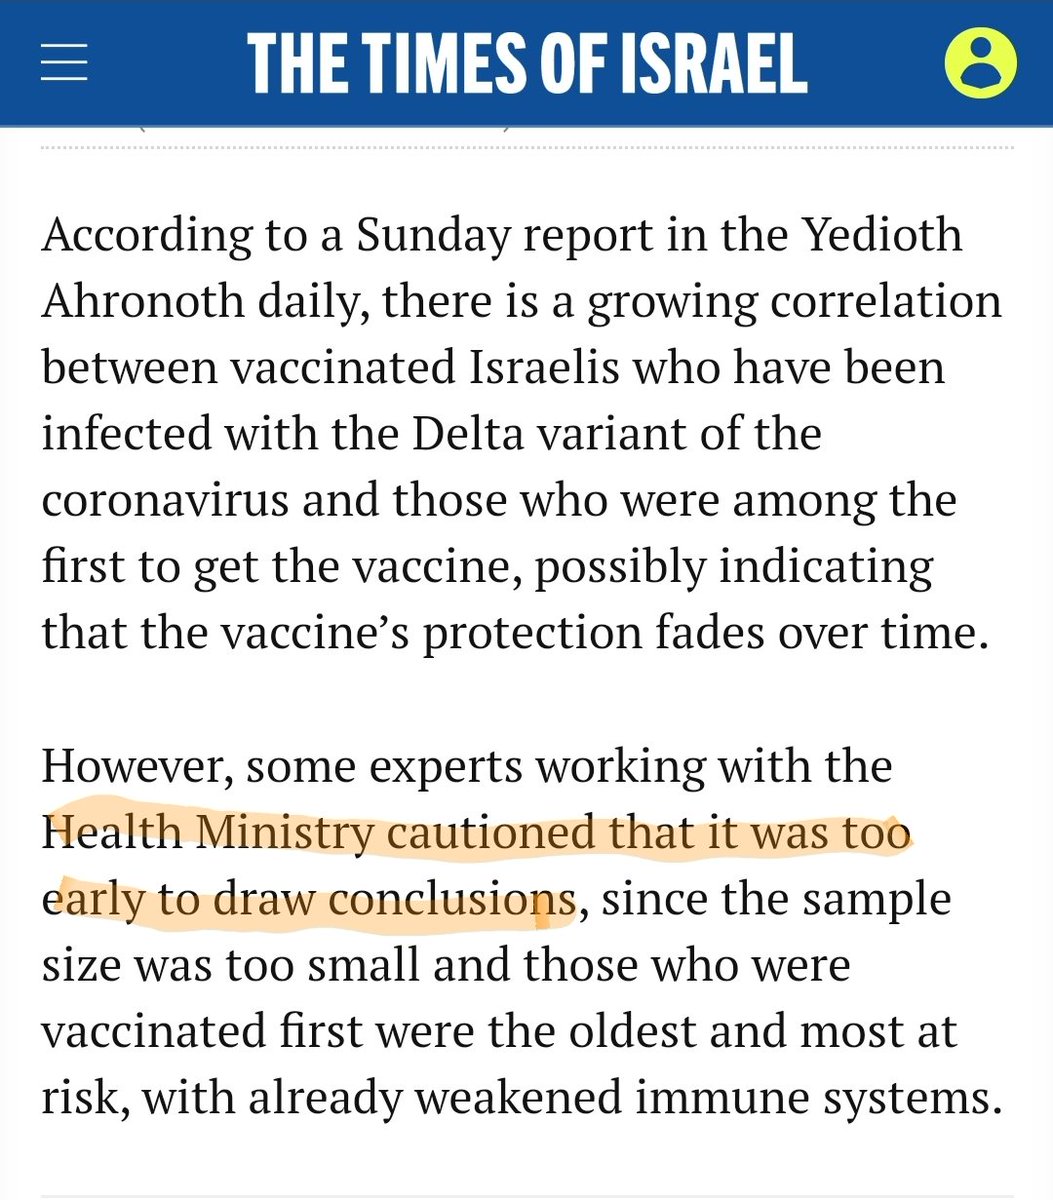 THE TIMES OF ISRAEL
According to a Sunday report in the Yedioth
Ahronoth daily, there is a growing correlation
between vaccinated Israelis who have been
infected with the Delta variant of the
coronavirus and those who were among the
first to get the vaccine, possibly indicating
that the vaccine’s protection fades over time.
However, some experts working with the
Health Ministry cautioned that it was too
early to draw conclusions, since the sample
size was too small and those who were
vaccinated first were the oldest and most at
risk, with already weakened immune systems.